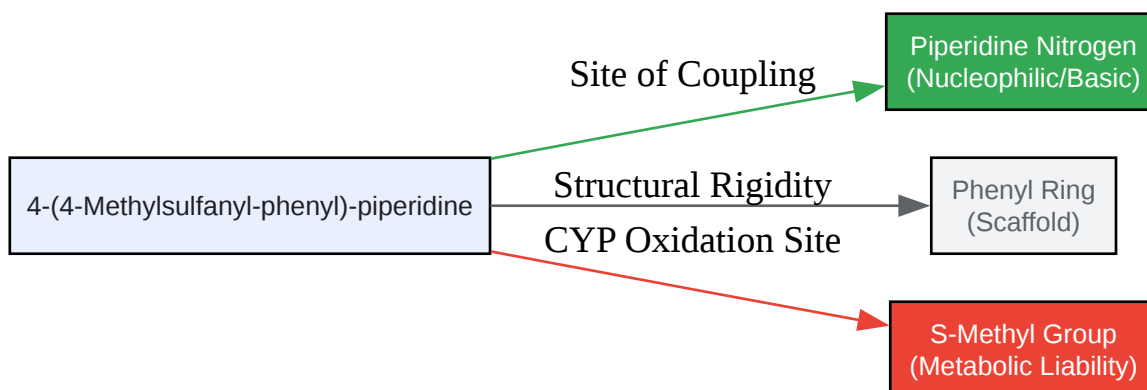 Piperidine Nitrogen
(Nucleophilic/Basic)
Site of Coupling
4-(4-Methylsulfanyl-phenyl)-piperidine
Structural Rigidity
Phenyl Ring
(Scaffold)
CYP Oxidation Site
S-Methyl Group
(Metabolic Liability)